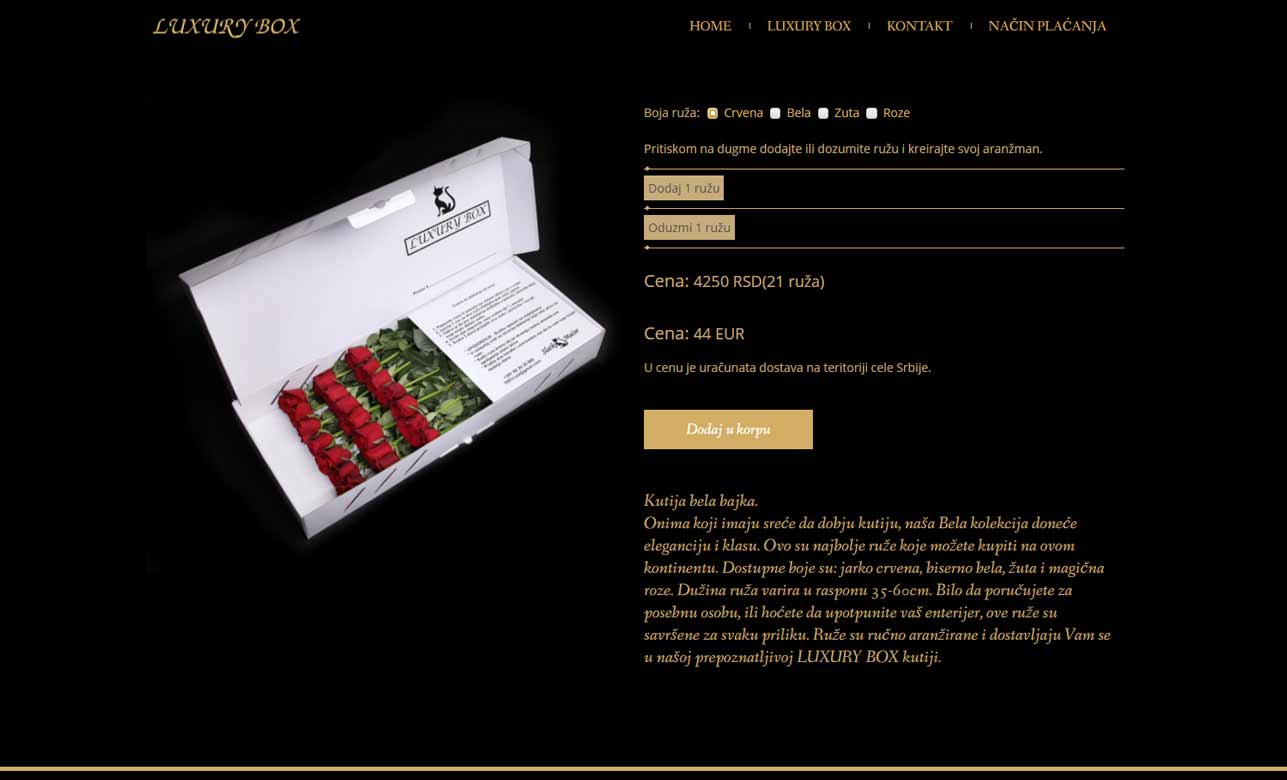 LUXURY BOX
HOME
LUXURY BOX
KONTAKT
NAČIN PLAĆANJA
LUXURY BOX
Boja ruža: Crvena Bela Zuta Roze
Pritiskom na dugme dodajte ili dozumite ružu i kreirajte svoj aranžman.
Dodaj 1 ružu
Oduzmi 1 ružu
Cena: 4250 RSD(21 ruža)
Cena: 44 EUR
U cenu je uračunata dostava na teritoriji cele Srbije.
Dodaj u korpu
Kutija bela bajka.
Onima koji imaju sreće da dobju kutiju, naša Bela kolekcija doneće
eleganciju i klasu. Ovo su najbolje ruže koje možete kupiti na ovom
kontinentu. Dostupne boje su: jarko crvena, biserno bela, žuta i magična
roze. Dužina ruža varira u rasponu 35-60cm. Bilo da poručujete za
posebnu osobu, ili hoćete da upotpunite vaš enterijer, ove ruže su
savršene za svaku priliku. Ruže su ručno aranžirane i dostavljaju Vam se
u našoj prepoznatljivoj LUXURY BOX kutiji.